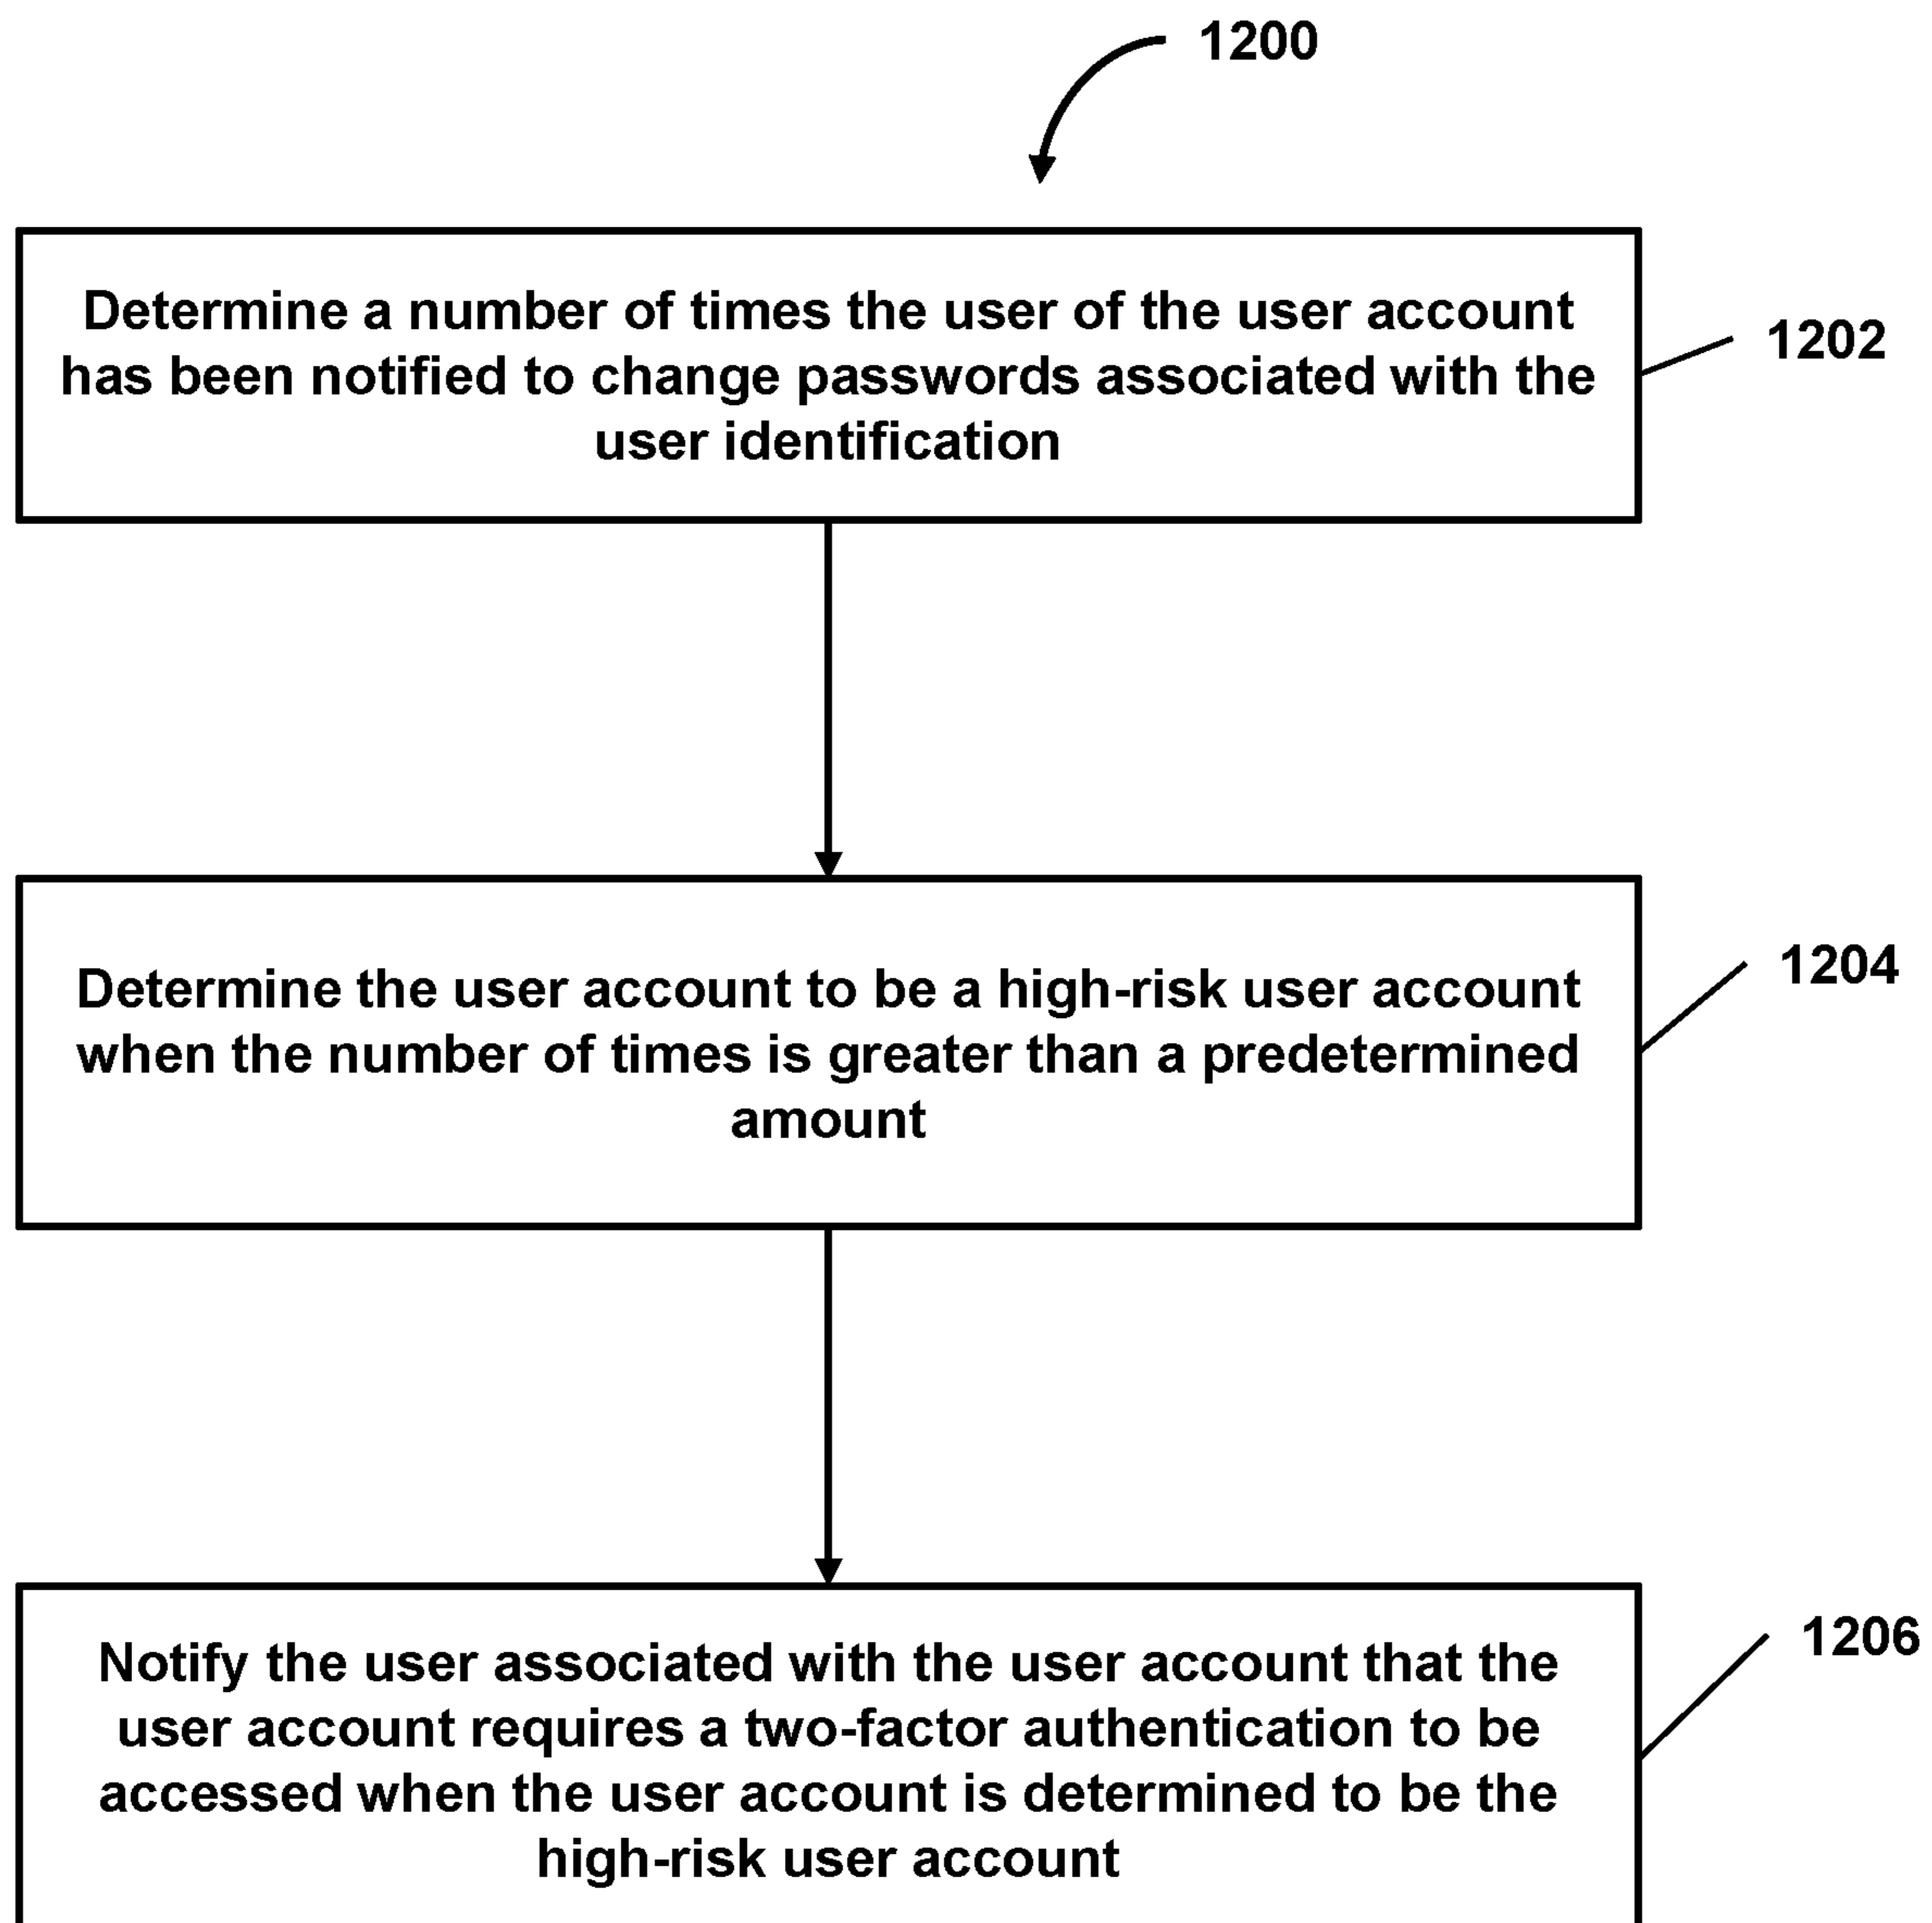 1200
Determine a number of times the user of the user account
has been notified to change passwords associated with the
user identification
1202
Determine the user account to be a high-risk user account
when the number of times is greater than a predetermined
amount
1204
Notify the user associated with the user account that the
user account requires a two-factor authentication to be
accessed when the user account is determined to be the
high-risk user account
1206